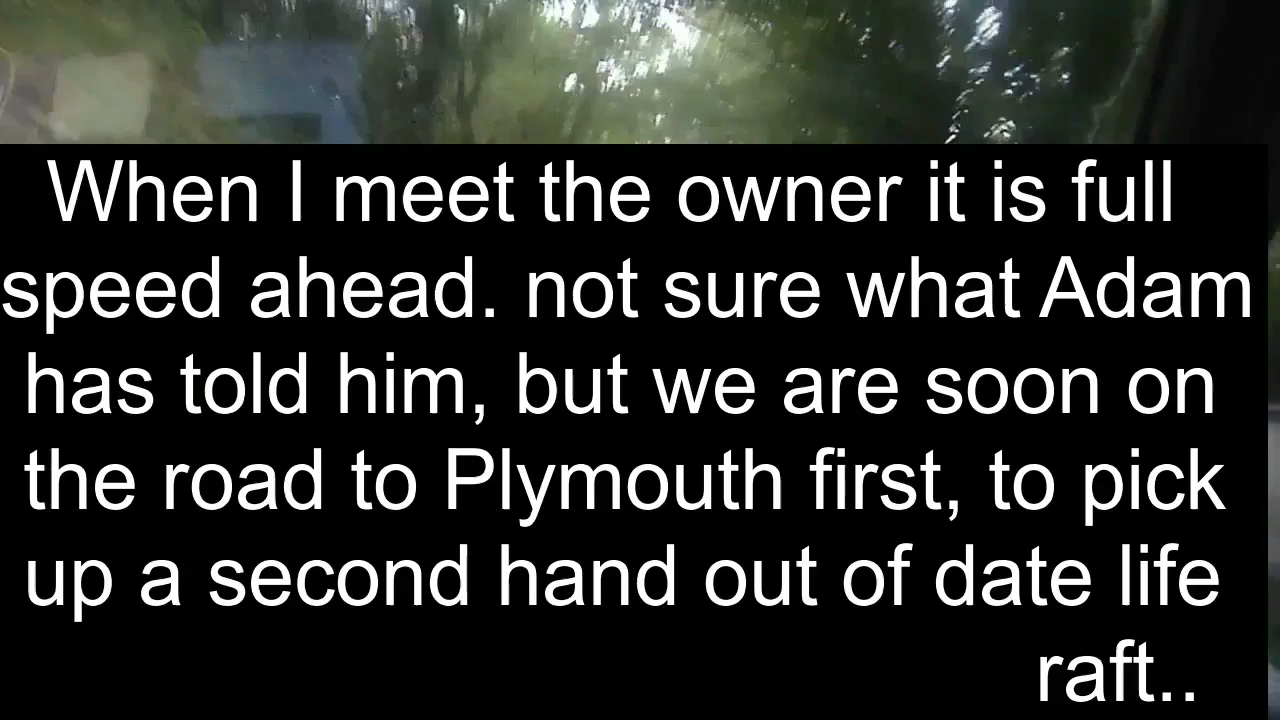 When I meet the owner it is full
speed ahead. not sure what Adam
has told him, but we are soon on
the road to Plymouth first, to pick
up a second hand out of date life
raft..